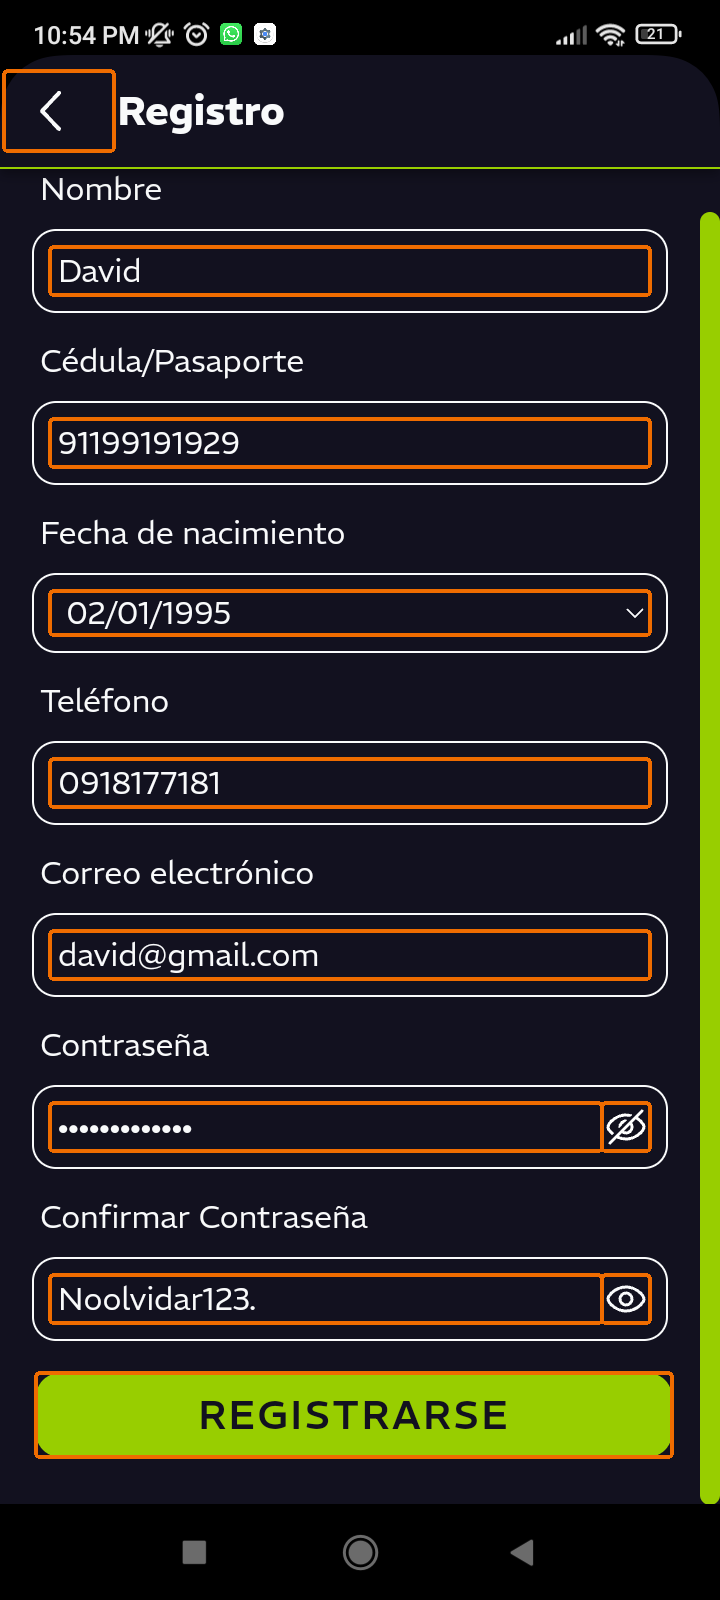 10:54 PM
21
Registro
Nombre
David
Cédula/Pasaporte
91199191929
Fecha de nacimiento
02/01/1995
Teléfono
0918177181
Correo electrónico
david@gmail.com
Contraseña
•••••••••••••
Confirmar Contraseña
Noolvidar123.
REGISTRARSE